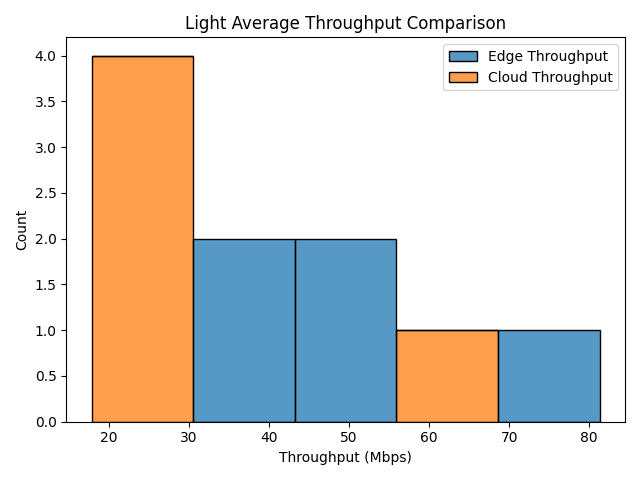 Light Average Throughput Comparison
Edge Throughput
Cloud Throughput
4.0
3.5
3.0
2.5
2.0
1.5
1.0
0.5
0.0
Count
20 30 40 50 60 70 80
Throughput (Mbps)